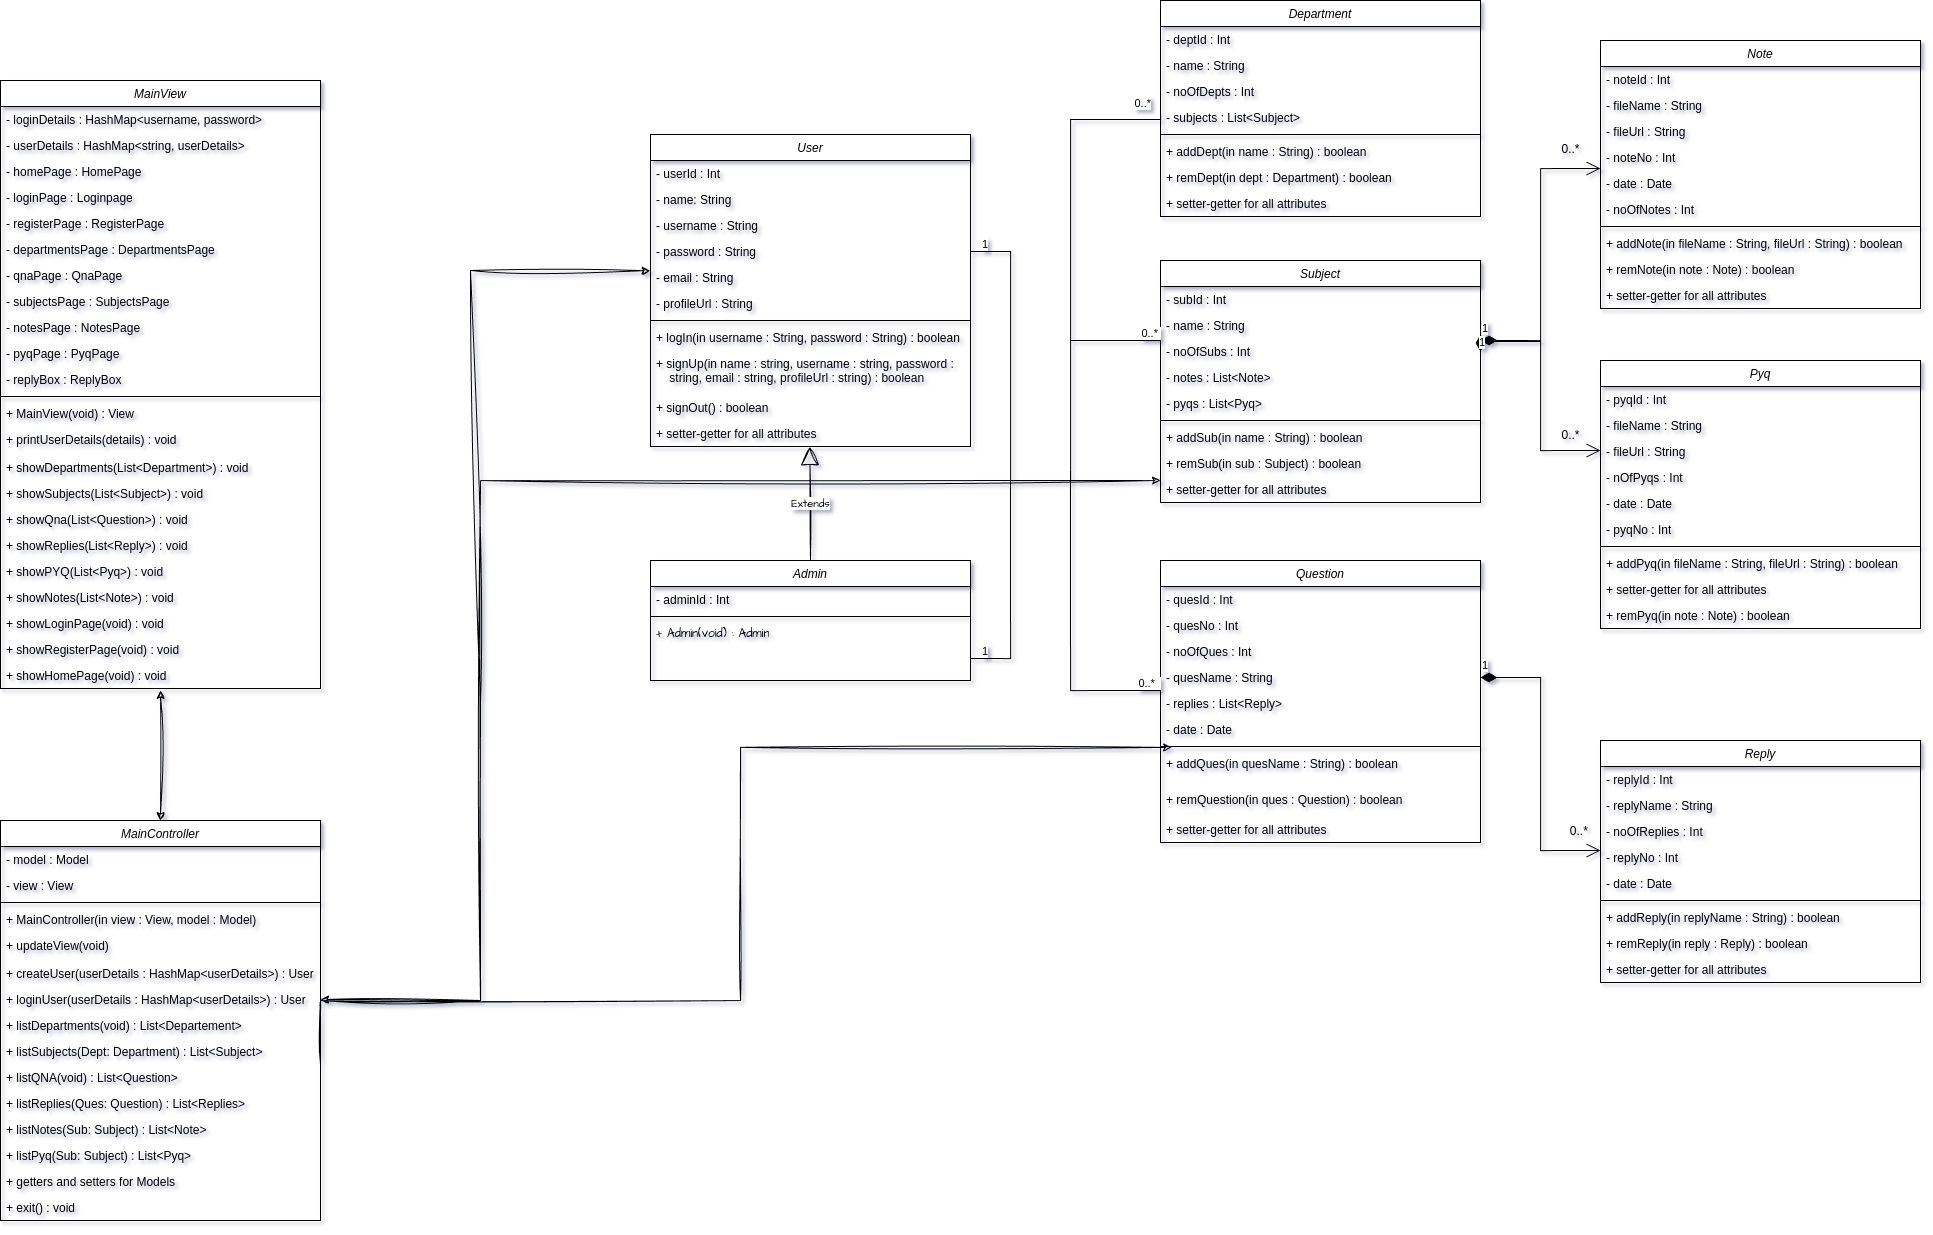 MainView
- loginDetails : HashMap<username, password>
- userDetails : HashMap<string, userDetails>
- homePage : HomePage
- loginPage : Loginpage
- registerPage : RegisterPage
- departmentsPage : DepartmentsPage
- qnaPage : QnaPage
- subjectsPage : SubjectsPage
- notesPage : NotesPage
- pyqPage : PyqPage
- replyBox : ReplyBox
+ MainView(void) : View
+ printUserDetails(details) : void
+ showDepartments(List<Department>) : void
+ showSubjects(List<Subject>) : void
+ showQna(List<Question>) : void
+ showReplies(List<Reply>) : void
+ showPYQ(List<Pyq>) : void
+ showNotes(List<Note>) : void
+ showLoginPage(void) : void
+ showRegisterPage(void) : void
+ showHomePage(void) : void
MainController
- model : Model
- view : View
+ MainController(in view : View, model : Model)
+ updateView(void)
+ createUser(userDetails : HashMap<userDetails>) : User
+ loginUser(userDetails : HashMap<userDetails>) : User
+ listDepartments(void) : List<Departement>
+ listSubjects(Dept: Department) : List<Subject>
+ listQNA(void) : List<Question>
+ listReplies(Ques: Question) : List<Replies>
+ listNotes(Sub: Subject) : List<Note>
+ listPyq(Sub: Subject) : List<Pyq>
+ getters and setters for Models
+ exit() : void
User
- userId : Int
- name: String
- username : String
- password : String
- email : String
- profileUrl : String
+ logIn(in username : String, password : String) : boolean
+ signUp(in name : string, username : string, password :
string, email : string, profileUrl : string) : boolean
+ signOut() : boolean
+ setter-getter for all attributes
1
Extends
Admin
- adminId : Int
+ Admin(void) : Admin
1
Department
- deptId : Int
- name : String
- noOfDepts : Int
- subjects : List<Subject>
+ addDept(in name : String) : boolean
+ remDept(in dept : Department) : boolean
+ setter-getter for all attributes
0..*
Subject
- subId : Int
- name : String
- noOfSubs : Int
- notes : List<Note>
- pyqs : List<Pyq>
+ addSub(in name : String) : boolean
+ remSub(in sub : Subject) : boolean
+ setter-getter for all attributes
0..*
1
1
Question
- quesId : Int
- quesNo : Int
- noOfQues : Int
- quesName : String
- replies : List<Reply>
- date : Date
+ addQues(in quesName : String) : boolean
+ remQuestion(in ques : Question) : boolean
+ setter-getter for all attributes
0..*
1
Note
- noteId : Int
- fileName : String
- fileUrl : String
- noteNo : Int
- date : Date
- noOfNotes : Int
+ addNote(in fileName : String, fileUrl : String) : boolean
+ remNote(in note : Note) : boolean
+ setter-getter for all attributes
0..*
Pyq
- pyqId : Int
- fileName : String
- fileUrl : String
- nOfPyqs : Int
- date : Date
- pyqNo : Int
+ addPyq(in fileName : String, fileUrl : String) : boolean
+ setter-getter for all attributes
+ remPyq(in note : Note) : boolean
0..*
Reply
- replyId : Int
- replyName : String
- noOfReplies : Int
- replyNo : Int
- date : Date
+ addReply(in replyName : String) : boolean
+ remReply(in reply : Reply) : boolean
+ setter-getter for all attributes
0..*